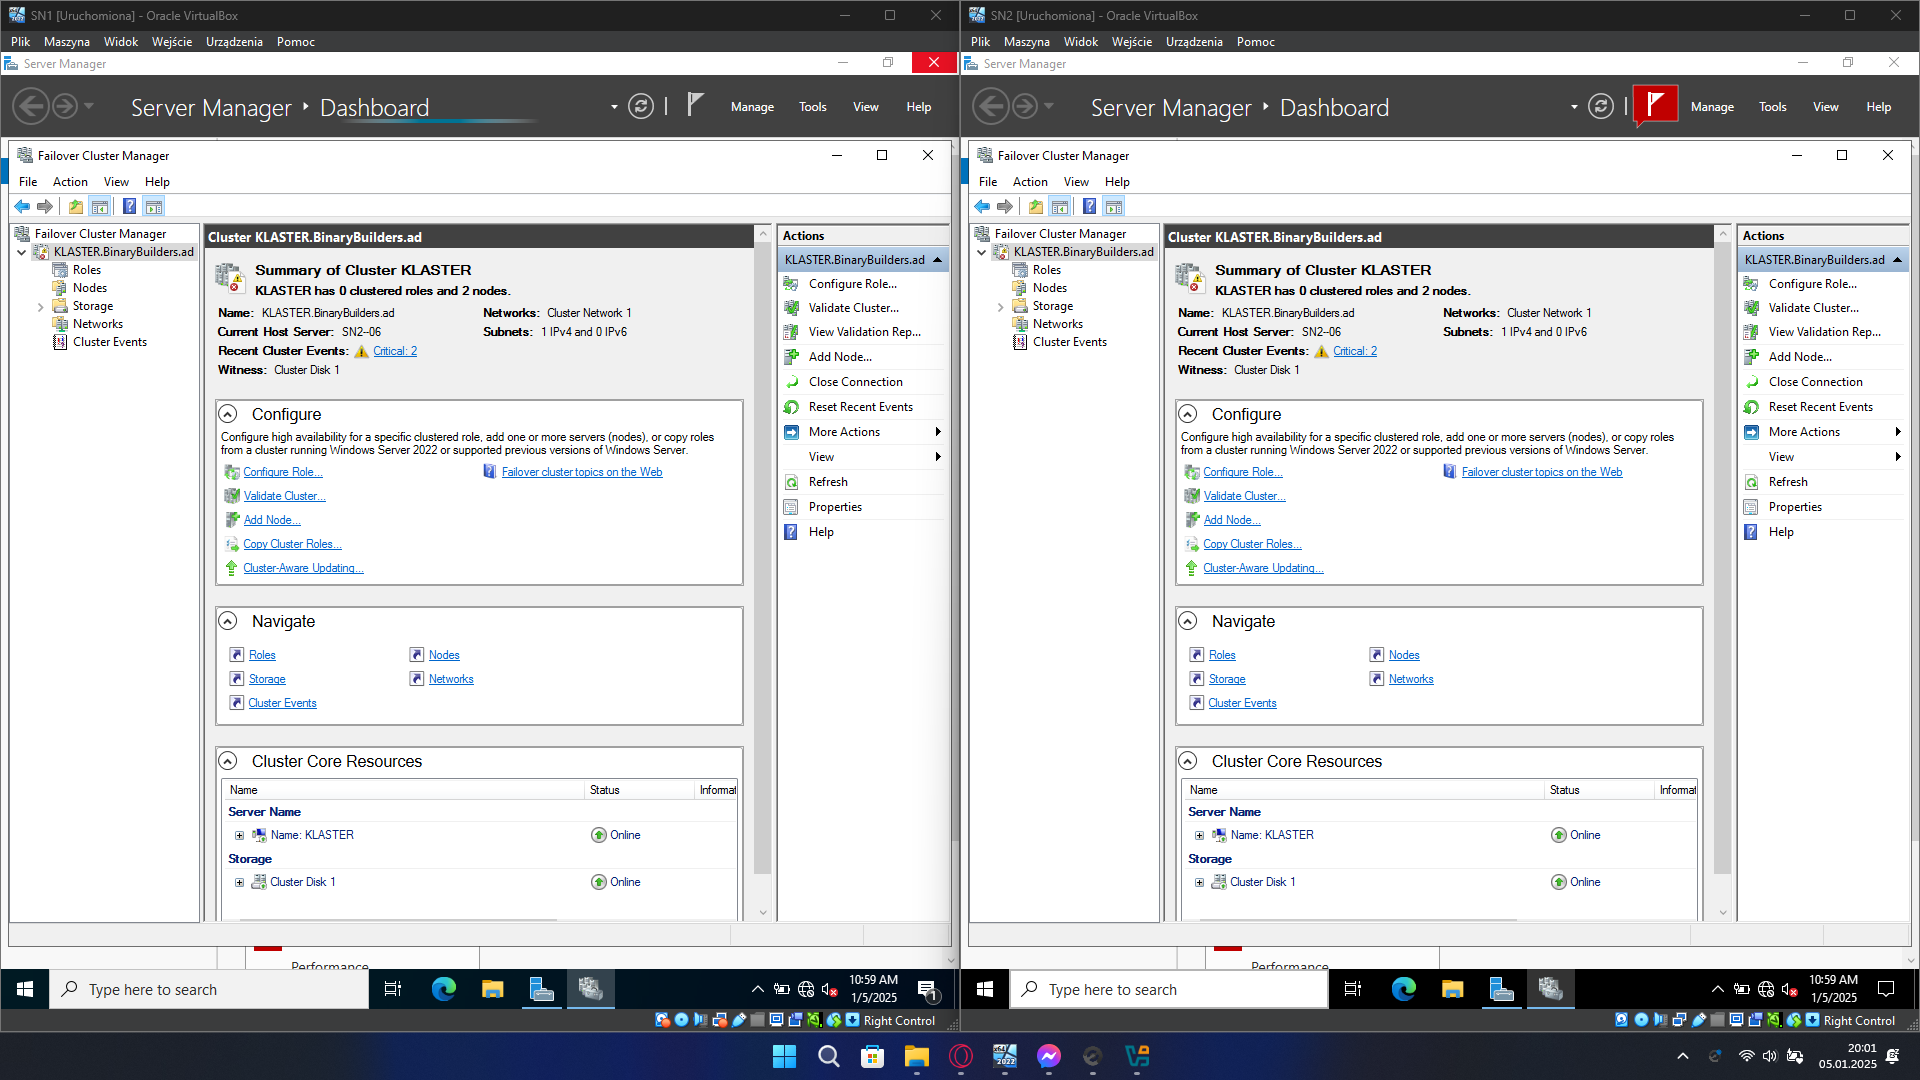 SN1 [Uruchomiona] - Oracle VirtualBox
Plik Maszyna Widok Wejście Urządzenia Pomoc
Server Manager
Server Manager Dashboard
Manage Tools View Help
Failover Cluster Manager
File Action View Help
Failover Cluster Manager
KLASTER.BinaryBuilders.ad
Roles
Nodes
Storage
Networks
Cluster Events
Cluster KLASTER.BinaryBuilders.ad
Summary of Cluster KLASTER
KLASTER has 0 clustered roles and 2 nodes.
Name: KLASTER.BinaryBuilders.ad Networks: Cluster Network 1
Current Host Server: SN2--06 Subnets: 1 IPv4 and 0 IPv6
Recent Cluster Events: Critical: 2
Witness: Cluster Disk 1
Configure
Configure high availability for a specific clustered role, add one or more servers (nodes), or copy roles
from a cluster running Windows Server 2022 or supported previous versions of Windows Server.
Configure Role... Failover cluster topics on the Web
Validate Cluster...
Add Node...
Copy Cluster Roles...
Cluster-Aware Updating...
Navigate
Roles Nodes
Storage Networks
Cluster Events
Cluster Core Resources
Name Status Informat
Server Name
Name: KLASTER Online
Storage
Cluster Disk 1 Online
Actions
KLASTER.BinaryBuilders.ad
Configure Role...
Validate Cluster...
View Validation Rep...
Add Node...
Close Connection
Reset Recent Events
More Actions
View
Refresh
Properties
Help
Performance
Type here to search
10:59 AM
1/5/2025
1
Right Control
SN2 [Uruchomiona] - Oracle VirtualBox
Plik Maszyna Widok Wejście Urządzenia Pomoc
Server Manager
Server Manager Dashboard
Manage Tools View Help
Failover Cluster Manager
File Action View Help
Failover Cluster Manager
KLASTER.BinaryBuilders.ad
Roles
Nodes
Storage
Networks
Cluster Events
Cluster KLASTER.BinaryBuilders.ad
Summary of Cluster KLASTER
KLASTER has 0 clustered roles and 2 nodes.
Name: KLASTER.BinaryBuilders.ad Networks: Cluster Network 1
Current Host Server: SN2--06 Subnets: 1 IPv4 and 0 IPv6
Recent Cluster Events: Critical: 2
Witness: Cluster Disk 1
Configure
Configure high availability for a specific clustered role, add one or more servers (nodes), or copy roles
from a cluster running Windows Server 2022 or supported previous versions of Windows Server.
Configure Role... Failover cluster topics on the Web
Validate Cluster...
Add Node...
Copy Cluster Roles...
Cluster-Aware Updating...
Navigate
Roles Nodes
Storage Networks
Cluster Events
Cluster Core Resources
Name Status Informat
Server Name
Name: KLASTER Online
Storage
Cluster Disk 1 Online
Actions
KLASTER.BinaryBuilders.ad
Configure Role...
Validate Cluster...
View Validation Rep...
Add Node...
Close Connection
Reset Recent Events
More Actions
View
Refresh
Properties
Help
Performance
Type here to search
10:59 AM
1/5/2025
Right Control
20:01
05.01.2025